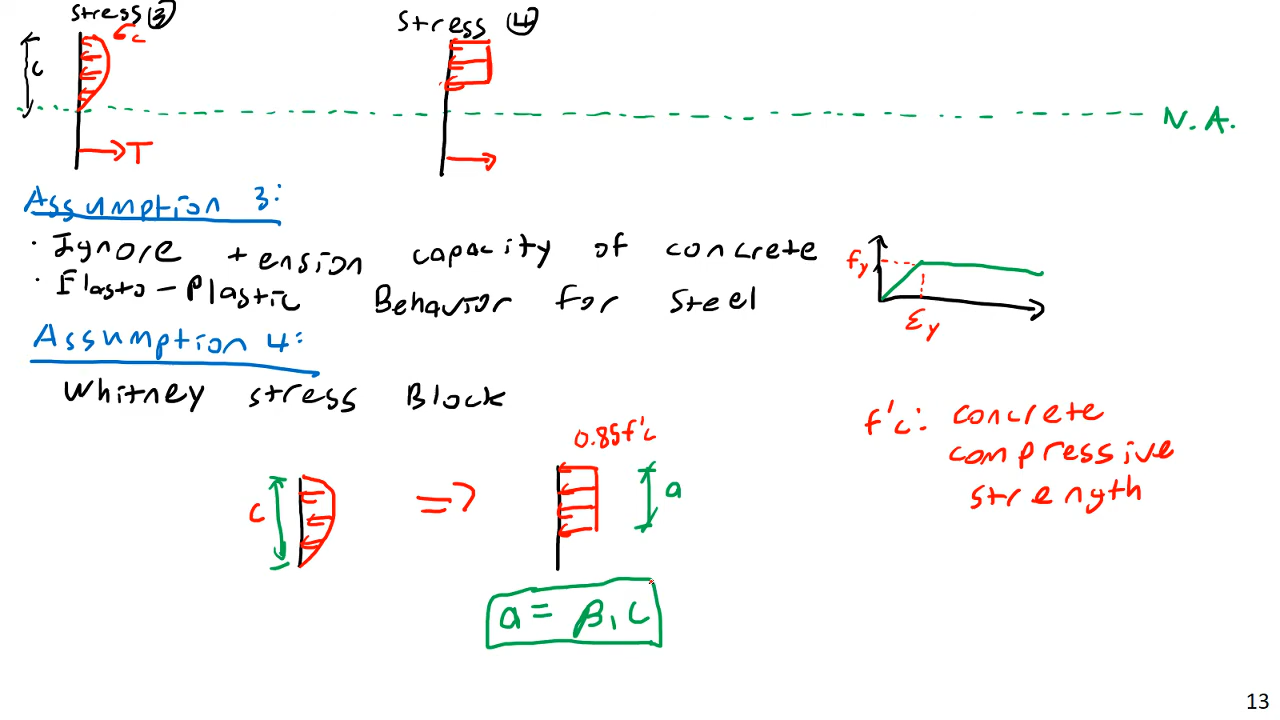 stress ③
stress ④
σc
c
N.A.
T
Assumption 3:
· Ignore tension capacity of concrete
· Elasto-Plastic Behavior for Steel
fy
εy
Assumption 4:
Whitney stress Block
f'c: concrete
compressive
strength
0.85f'c
c
=>
a
a = β₁c
13